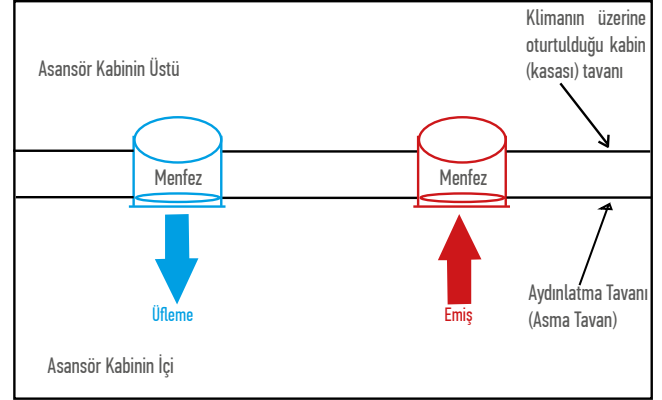 Klimanın üzerine
oturtulduğu kabin
(kasası) tavanı
Asansör Kabinin Üstü
Menfez
Menfez
Üfleme
Emiş
Aydınlatma Tavanı
(Asma Tavan)
Asansör Kabinin İçi